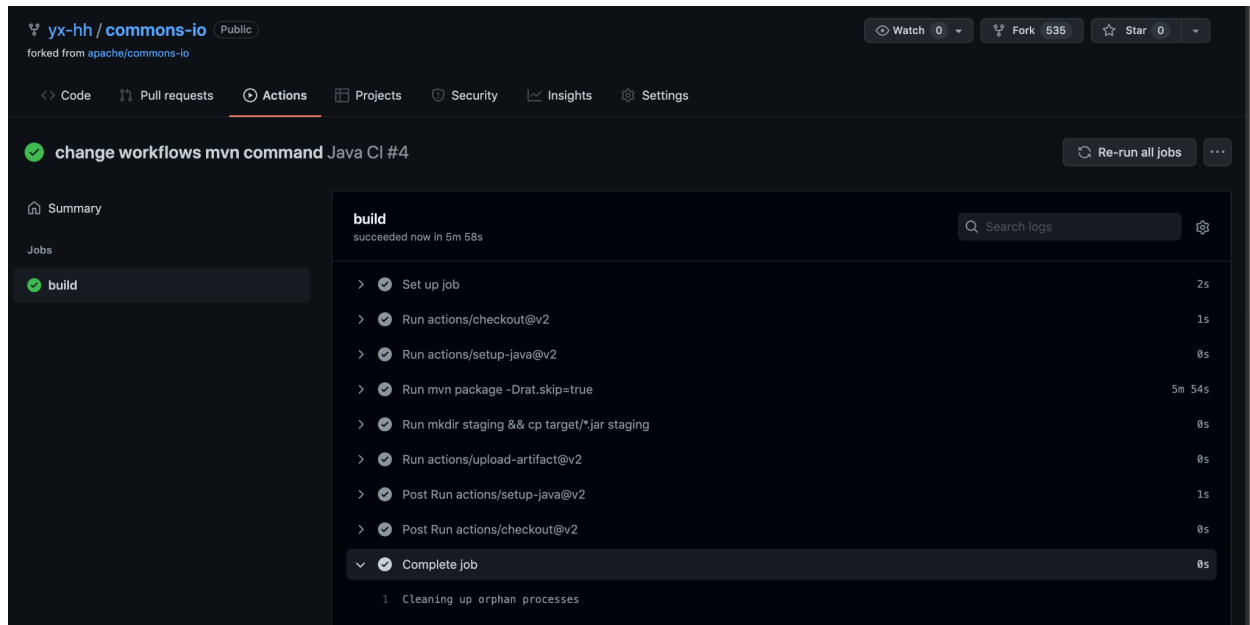 yx-hh / commons-io Public
Watch 0
Fork 535
Star 0
forked from apache/commons-io
Code
Pull requests
Actions
Projects
Security
Insights
Settings
change workflows mvn command Java CI #4
Re-run all jobs
Summary
Jobs
build
build
succeeded now in 5m 58s
Search logs
Set up job 2s
Run actions/checkout@v2 1s
Run actions/setup-java@v2 0s
Run mvn package -Drat.skip=true 5m 54s
Run mkdir staging && cp target/*.jar staging 0s
Run actions/upload-artifact@v2 0s
Post Run actions/setup-java@v2 1s
Post Run actions/checkout@v2 0s
Complete job 0s
1 Cleaning up orphan processes